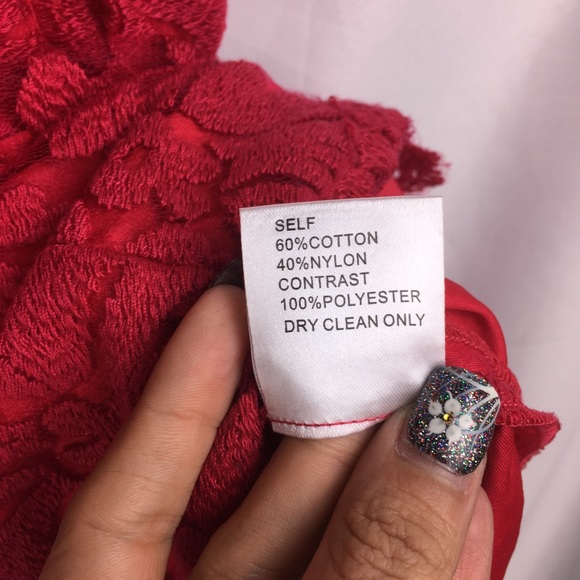 SELF
60%COTTON
40%NYLON
CONTRAST
100%POLYESTER
DRY CLEAN ONLY